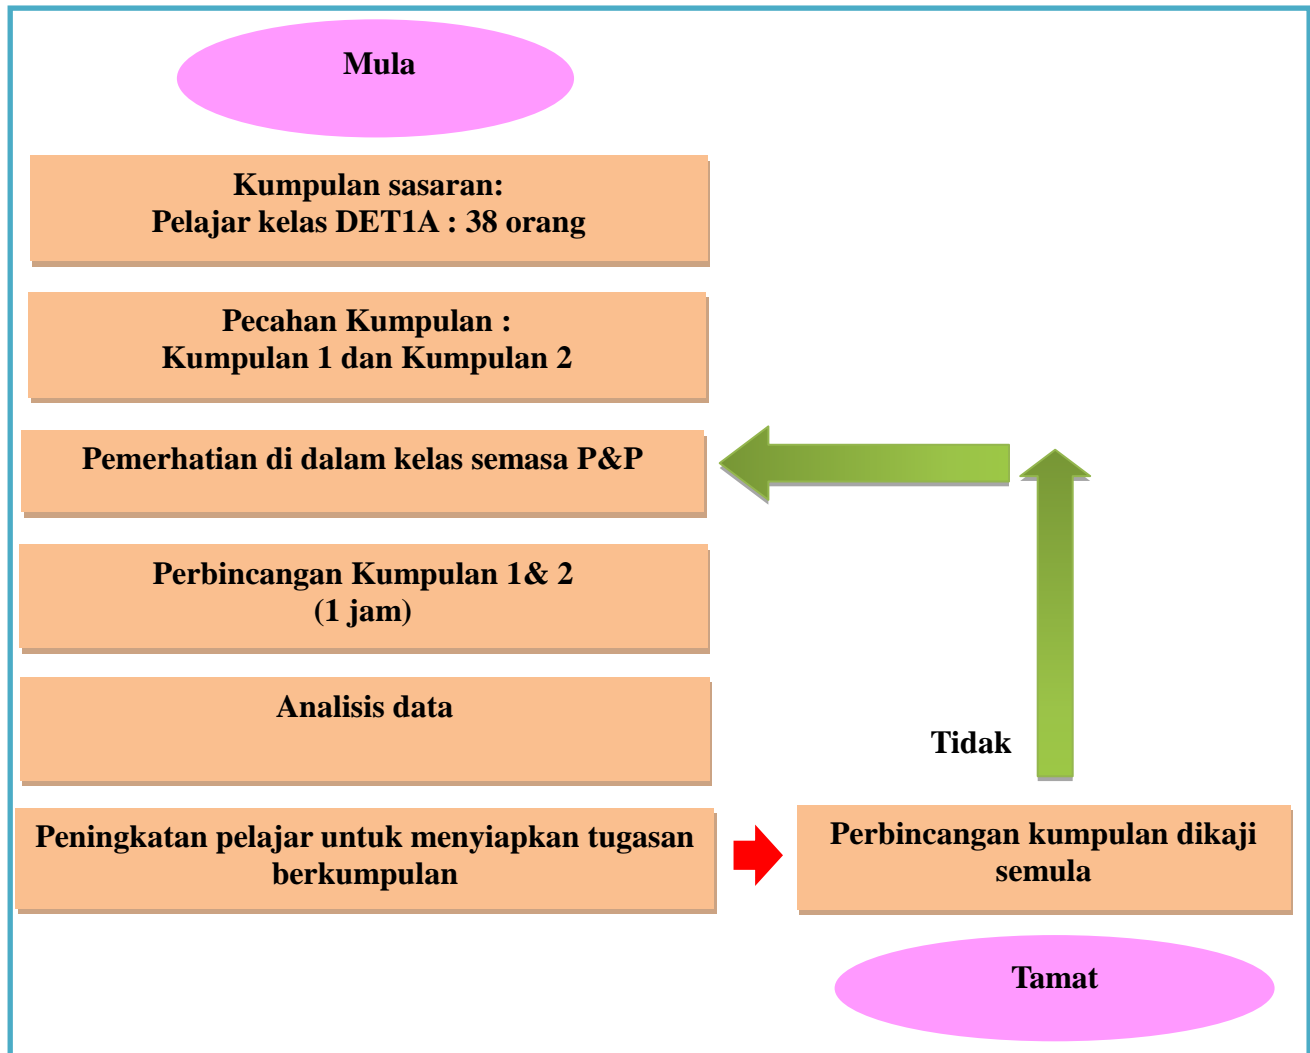 Mula
Kumpulan sasaran:
Pelajar kelas DET1A : 38 orang
Pecahan Kumpulan :
Kumpulan 1 dan Kumpulan 2
Pemerhatian di dalam kelas semasa P&P
Perbincangan Kumpulan 1& 2
(1 jam)
Analisis data
Tidak
Peningkatan pelajar untuk menyiapkan tugasan
berkumpulan
Perbincangan kumpulan dikaji
semula
Tamat